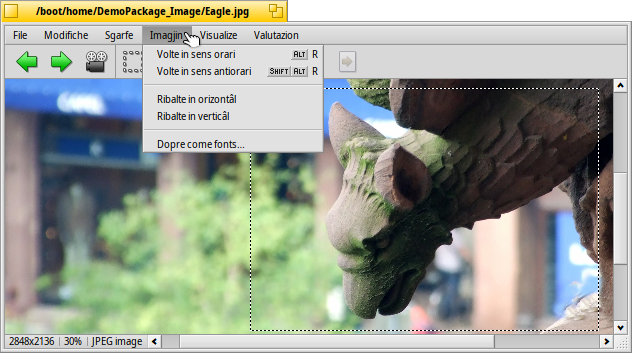 /boot/home/DemoPackage_Image/Eagle.jpg
File Modifiche Sgarfe Imagjin Visualize Valutazion
Volte in sens orari ALT R
Volte in sens antiorari SHIFT ALT R
Ribalte in orizontâl
Ribalte in verticâl
Dopre come fonts...
2848x2136 30% JPEG image